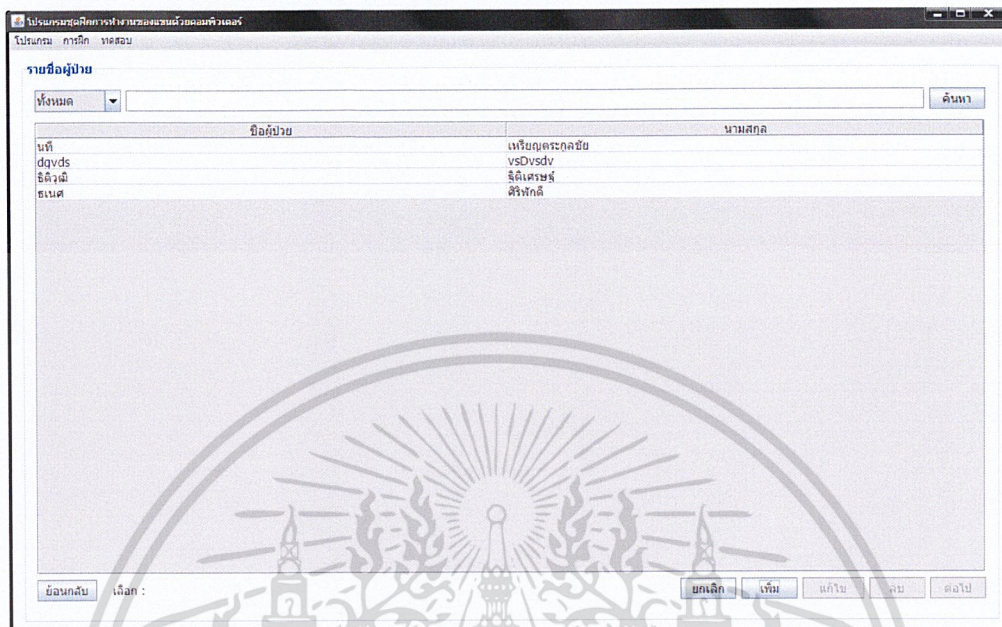 โปรแกรมชุดฝึกการทำงานของแขนด้วยคอมพิวเตอร์
โปรแกรม การฝึก ทดสอบ
รายชื่อผู้ป่วย
ทั้งหมด ค้นหา
ชื่อผู้ป่วย นามสกุล
นที เหรียญตระกูลชัย
dgvds vsDvsdv
ธิติวุฒิ ฐิติเศรษฐ์
ธเนศ ศิริพักดิ์
ย้อนกลับ เลือก : ยกเลิก เพิ่ม แก้ไข ลบ ต่อไป